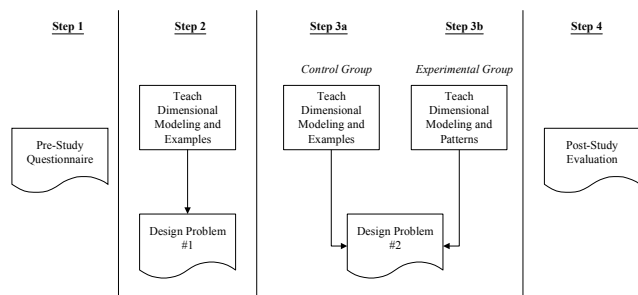 Step 1
Step 2
Step 3a
Step 3b
Step 4
Control Group
Experimental Group
Pre-Study
Questionnaire
Teach
Dimensional
Modeling and
Examples
Design Problem
#1
Teach
Dimensional
Modeling and
Examples
Teach
Dimensional
Modeling and
Patterns
Design Problem
#2
Post-Study
Evaluation